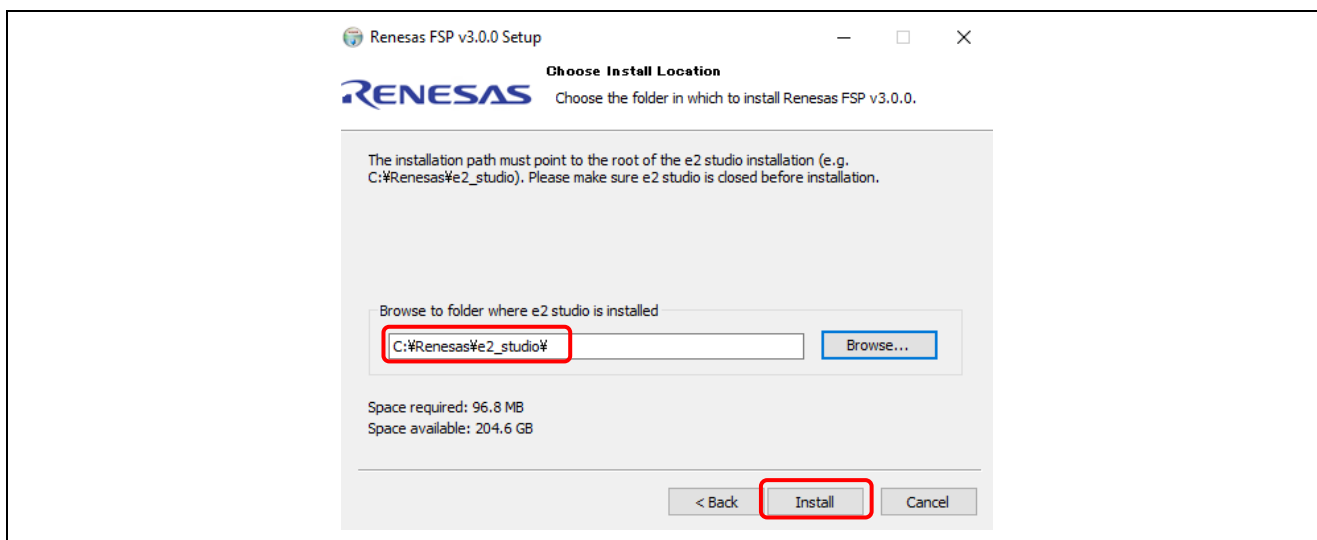 Renesas FSP v3.0.0 Setup
Choose Install Location
RENESAS
Choose the folder in which to install Renesas FSP v3.0.0.
The installation path must point to the root of the e2 studio installation (e.g.
C:¥Renesas¥e2_studio). Please make sure e2 studio is closed before installation.
Browse to folder where e2 studio is installed
C:¥Renesas¥e2_studio¥
Browse...
Space required: 96.8 MB
Space available: 204.6 GB
< Back
Install
Cancel